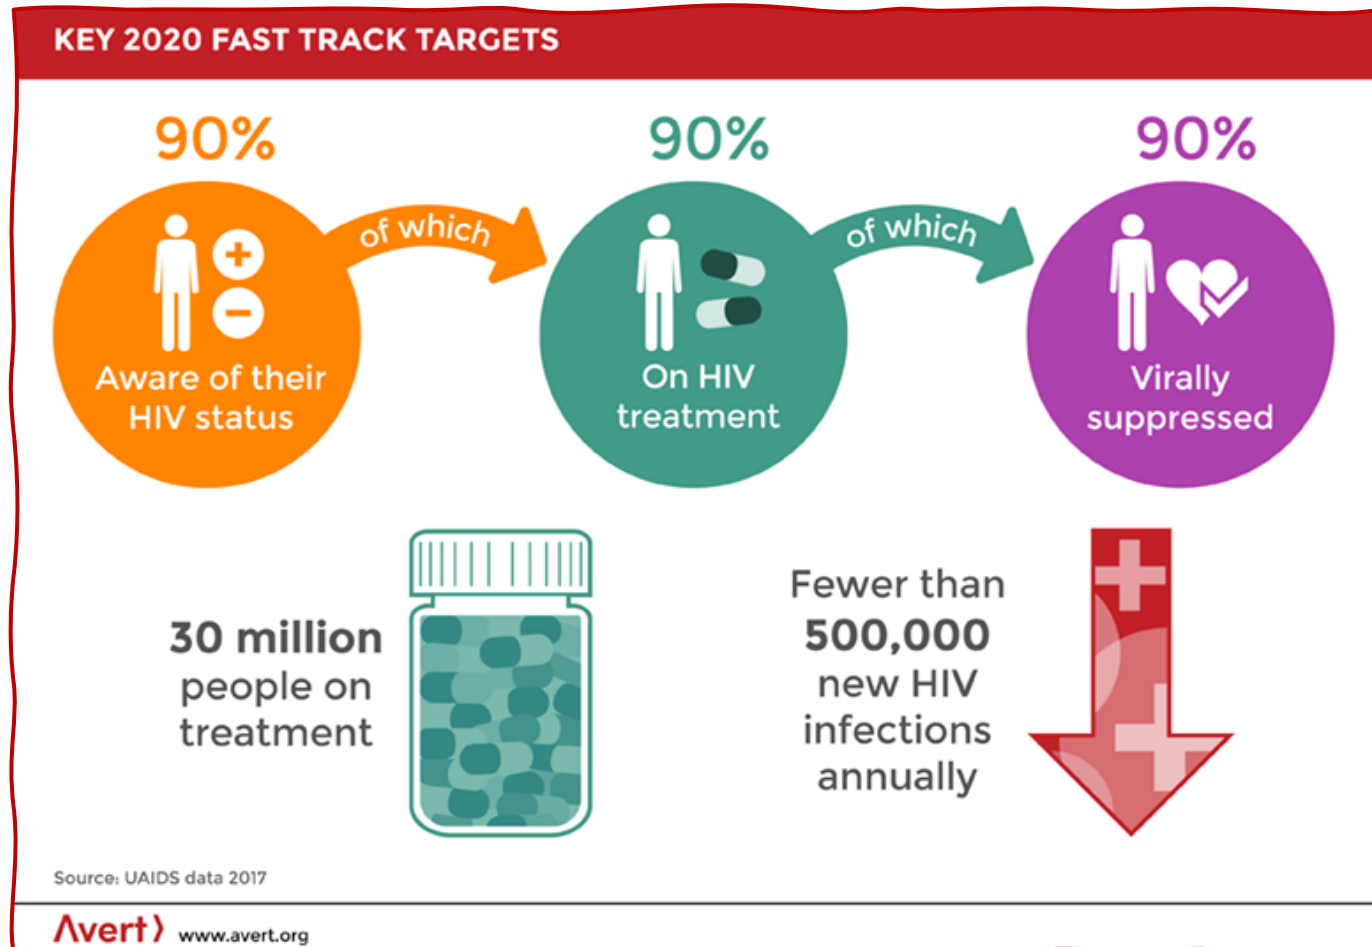 KEY 2020 FAST TRACK TARGETS
90%
90%
90%
of which
of which
Aware of their
HIV status
On HIV
treatment
Virally
suppressed
30 million
people on
treatment
Fewer than
500,000
new HIV
infections
annually
Source: UAIDS data 2017
Avert www.avert.org